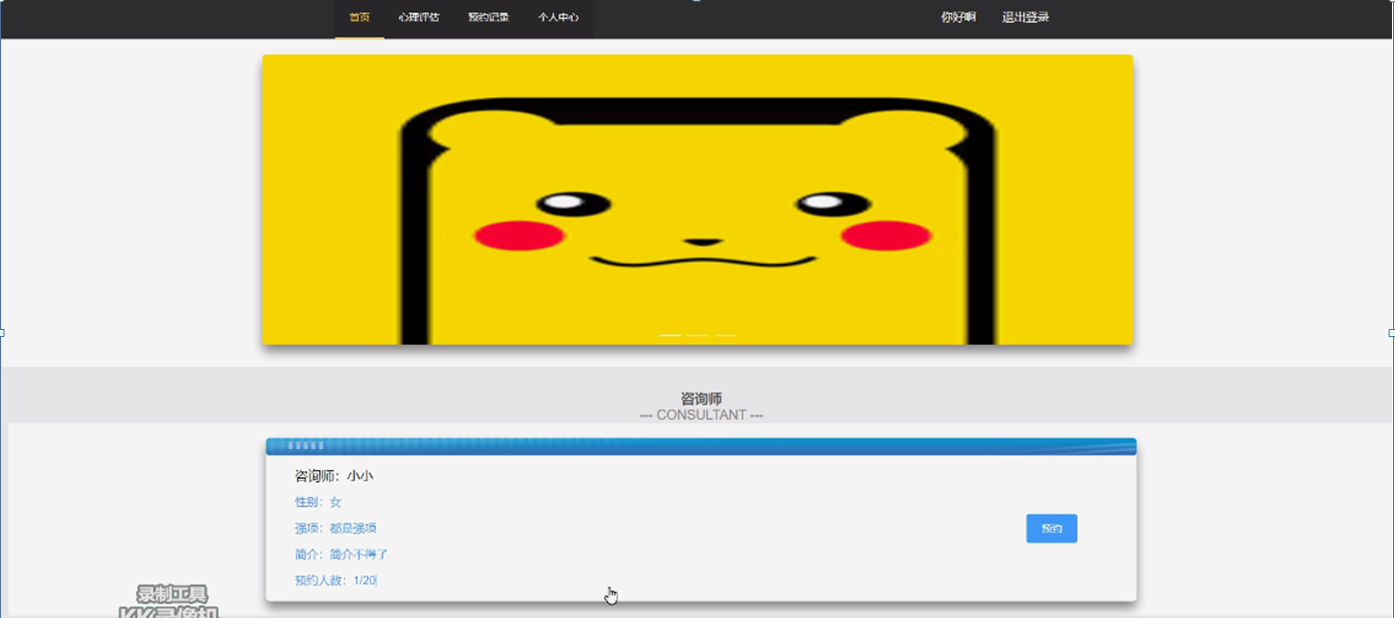 首页 心理评估 预约记录 个人中心 你好啊 退出登录
咨询师
--- CONSULTANT ---
咨询师：小小
性别：女
强项：都是强项
简介：简介不得了
预约
预约人数：1/20
录制工具
KK录像机